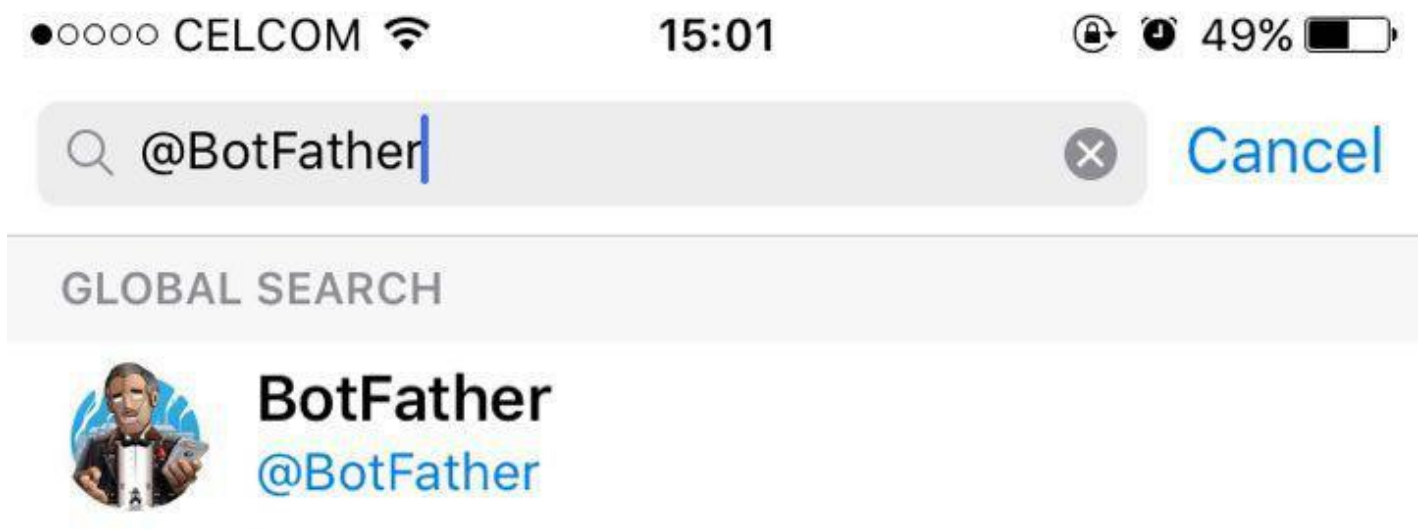 CELCOM 15:01 49%
@BotFather Cancel
GLOBAL SEARCH
BotFather
@BotFather